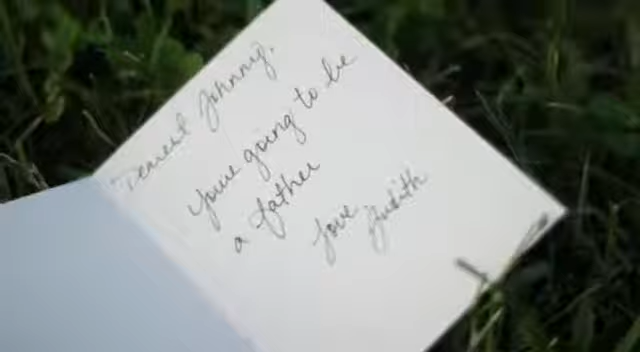 Dearest Johnny,
you're going to be
a father
love,
Judith